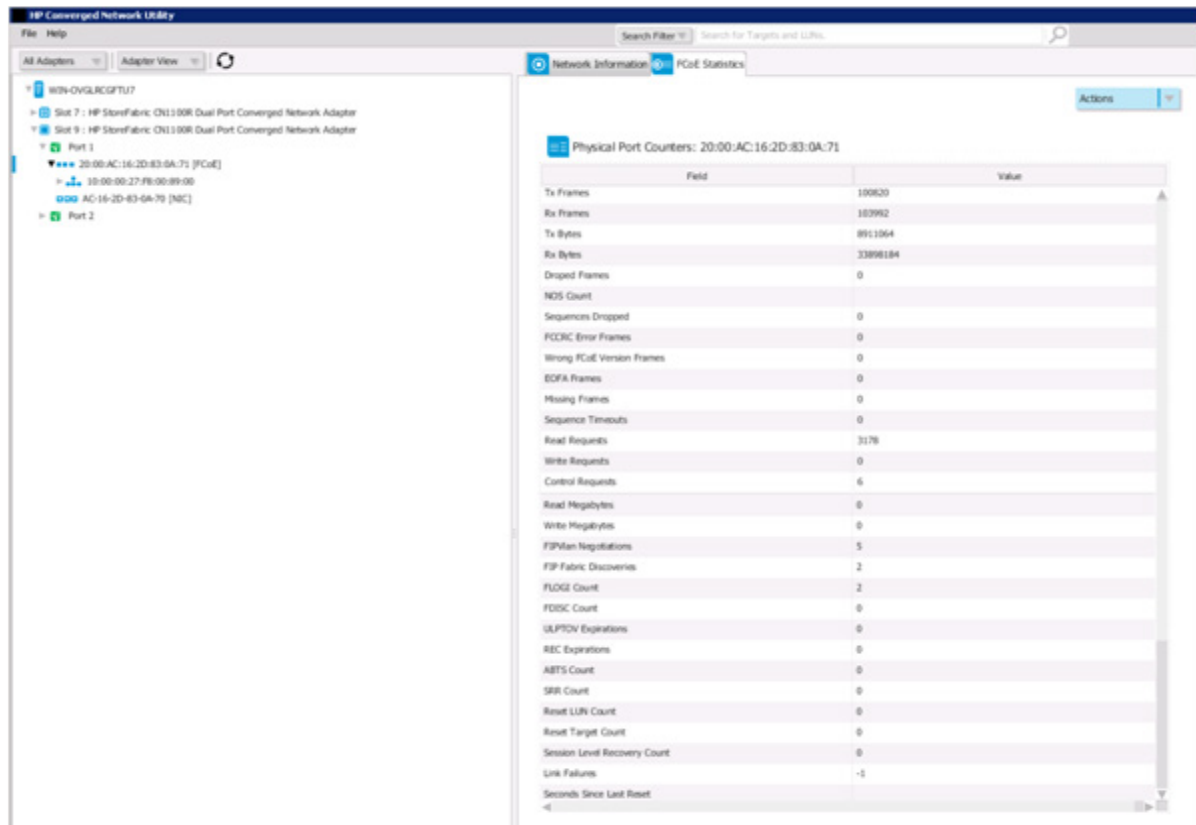 HP Converged Network Utility
File Help
Search Filter Search for Targets and LUNs.
All Adapters Adapter View
Network Information FCoE Statistics
WIN-OVGLRCGFTU7
Actions
Slot 7 : HP StoreFabric CN1100R Dual Port Converged Network Adapter
Slot 9 : HP StoreFabric CN1100R Dual Port Converged Network Adapter
Port 1
20:00:AC:16:2D:83:0A:71 [FCoE]
10:00:00:27:F8:00:89:00
AC-16-2D-83-0A-70 [NIC]
Port 2
Physical Port Counters: 20:00:AC:16:2D:83:0A:71
Field Value
Tx Frames 100820
Rx Frames 103992
Tx Bytes 8911064
Rx Bytes 33898184
Droped Frames 0
NOS Count
Sequences Dropped 0
FCCRC Error Frames 0
Wrong FCoE Version Frames 0
EOFA Frames 0
Missing Frames 0
Sequence Timeouts 0
Read Requests 3178
Write Requests 0
Control Requests 6
Read Megabytes 0
Write Megabytes 0
FIPVlan Negotiations 5
FIP Fabric Discoveries 2
FLOGI Count 2
FDISC Count 0
ULPTOV Expirations 0
REC Expirations 0
ABTS Count 0
SRR Count 0
Reset LUN Count 0
Reset Target Count 0
Session Level Recovery Count 0
Link Failures -1
Seconds Since Last Reset